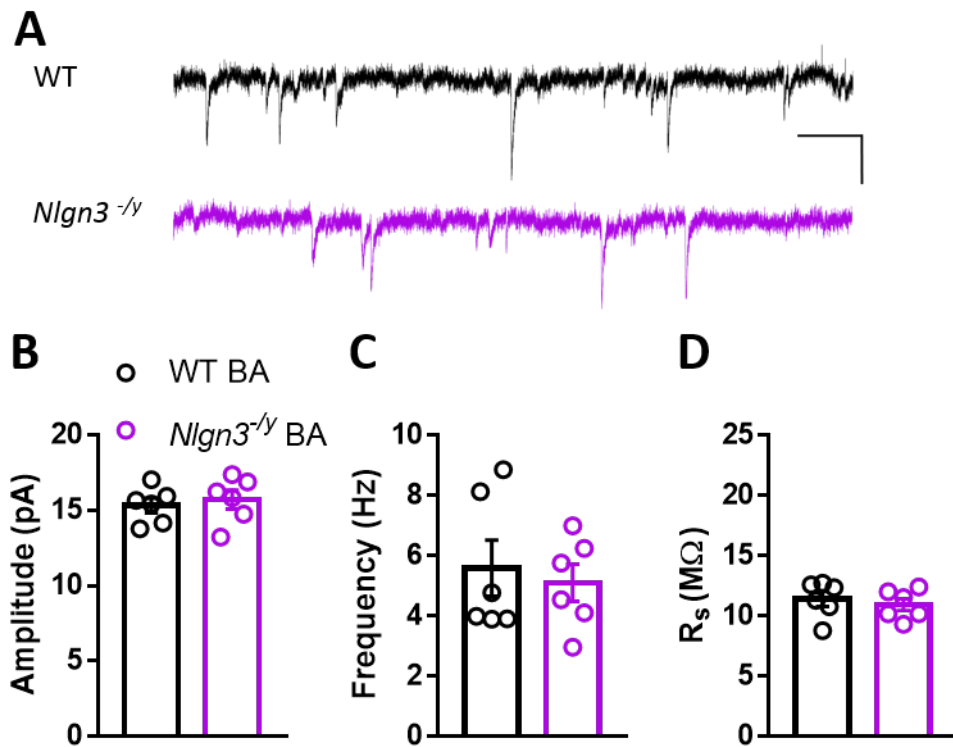 A
WT
Nlgn3 -/y
B
C
D
WT BA
Nlgn3-/y BA
Amplitude (pA)
20
15
10
5
0
Frequency (Hz)
10
8
6
4
2
0
Rs (MΩ)
25
20
15
10
5
0